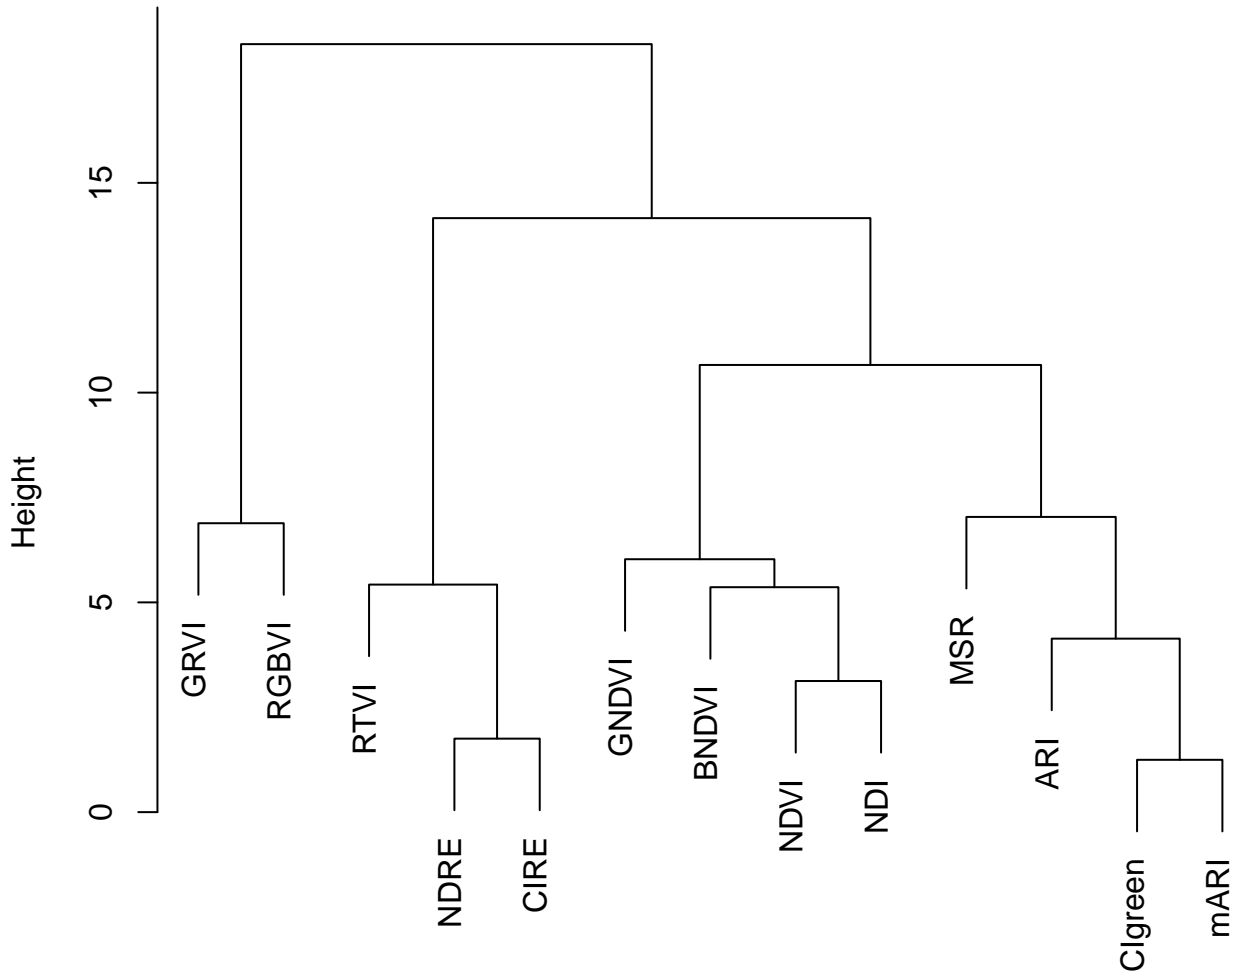 Height
15
10
5
0
GRVI
RGBVI
RTVI
NDRE
CIRE
GNDVI
BNDVI
NDVI
NDI
MSR
ARI
CIgreen
mARI